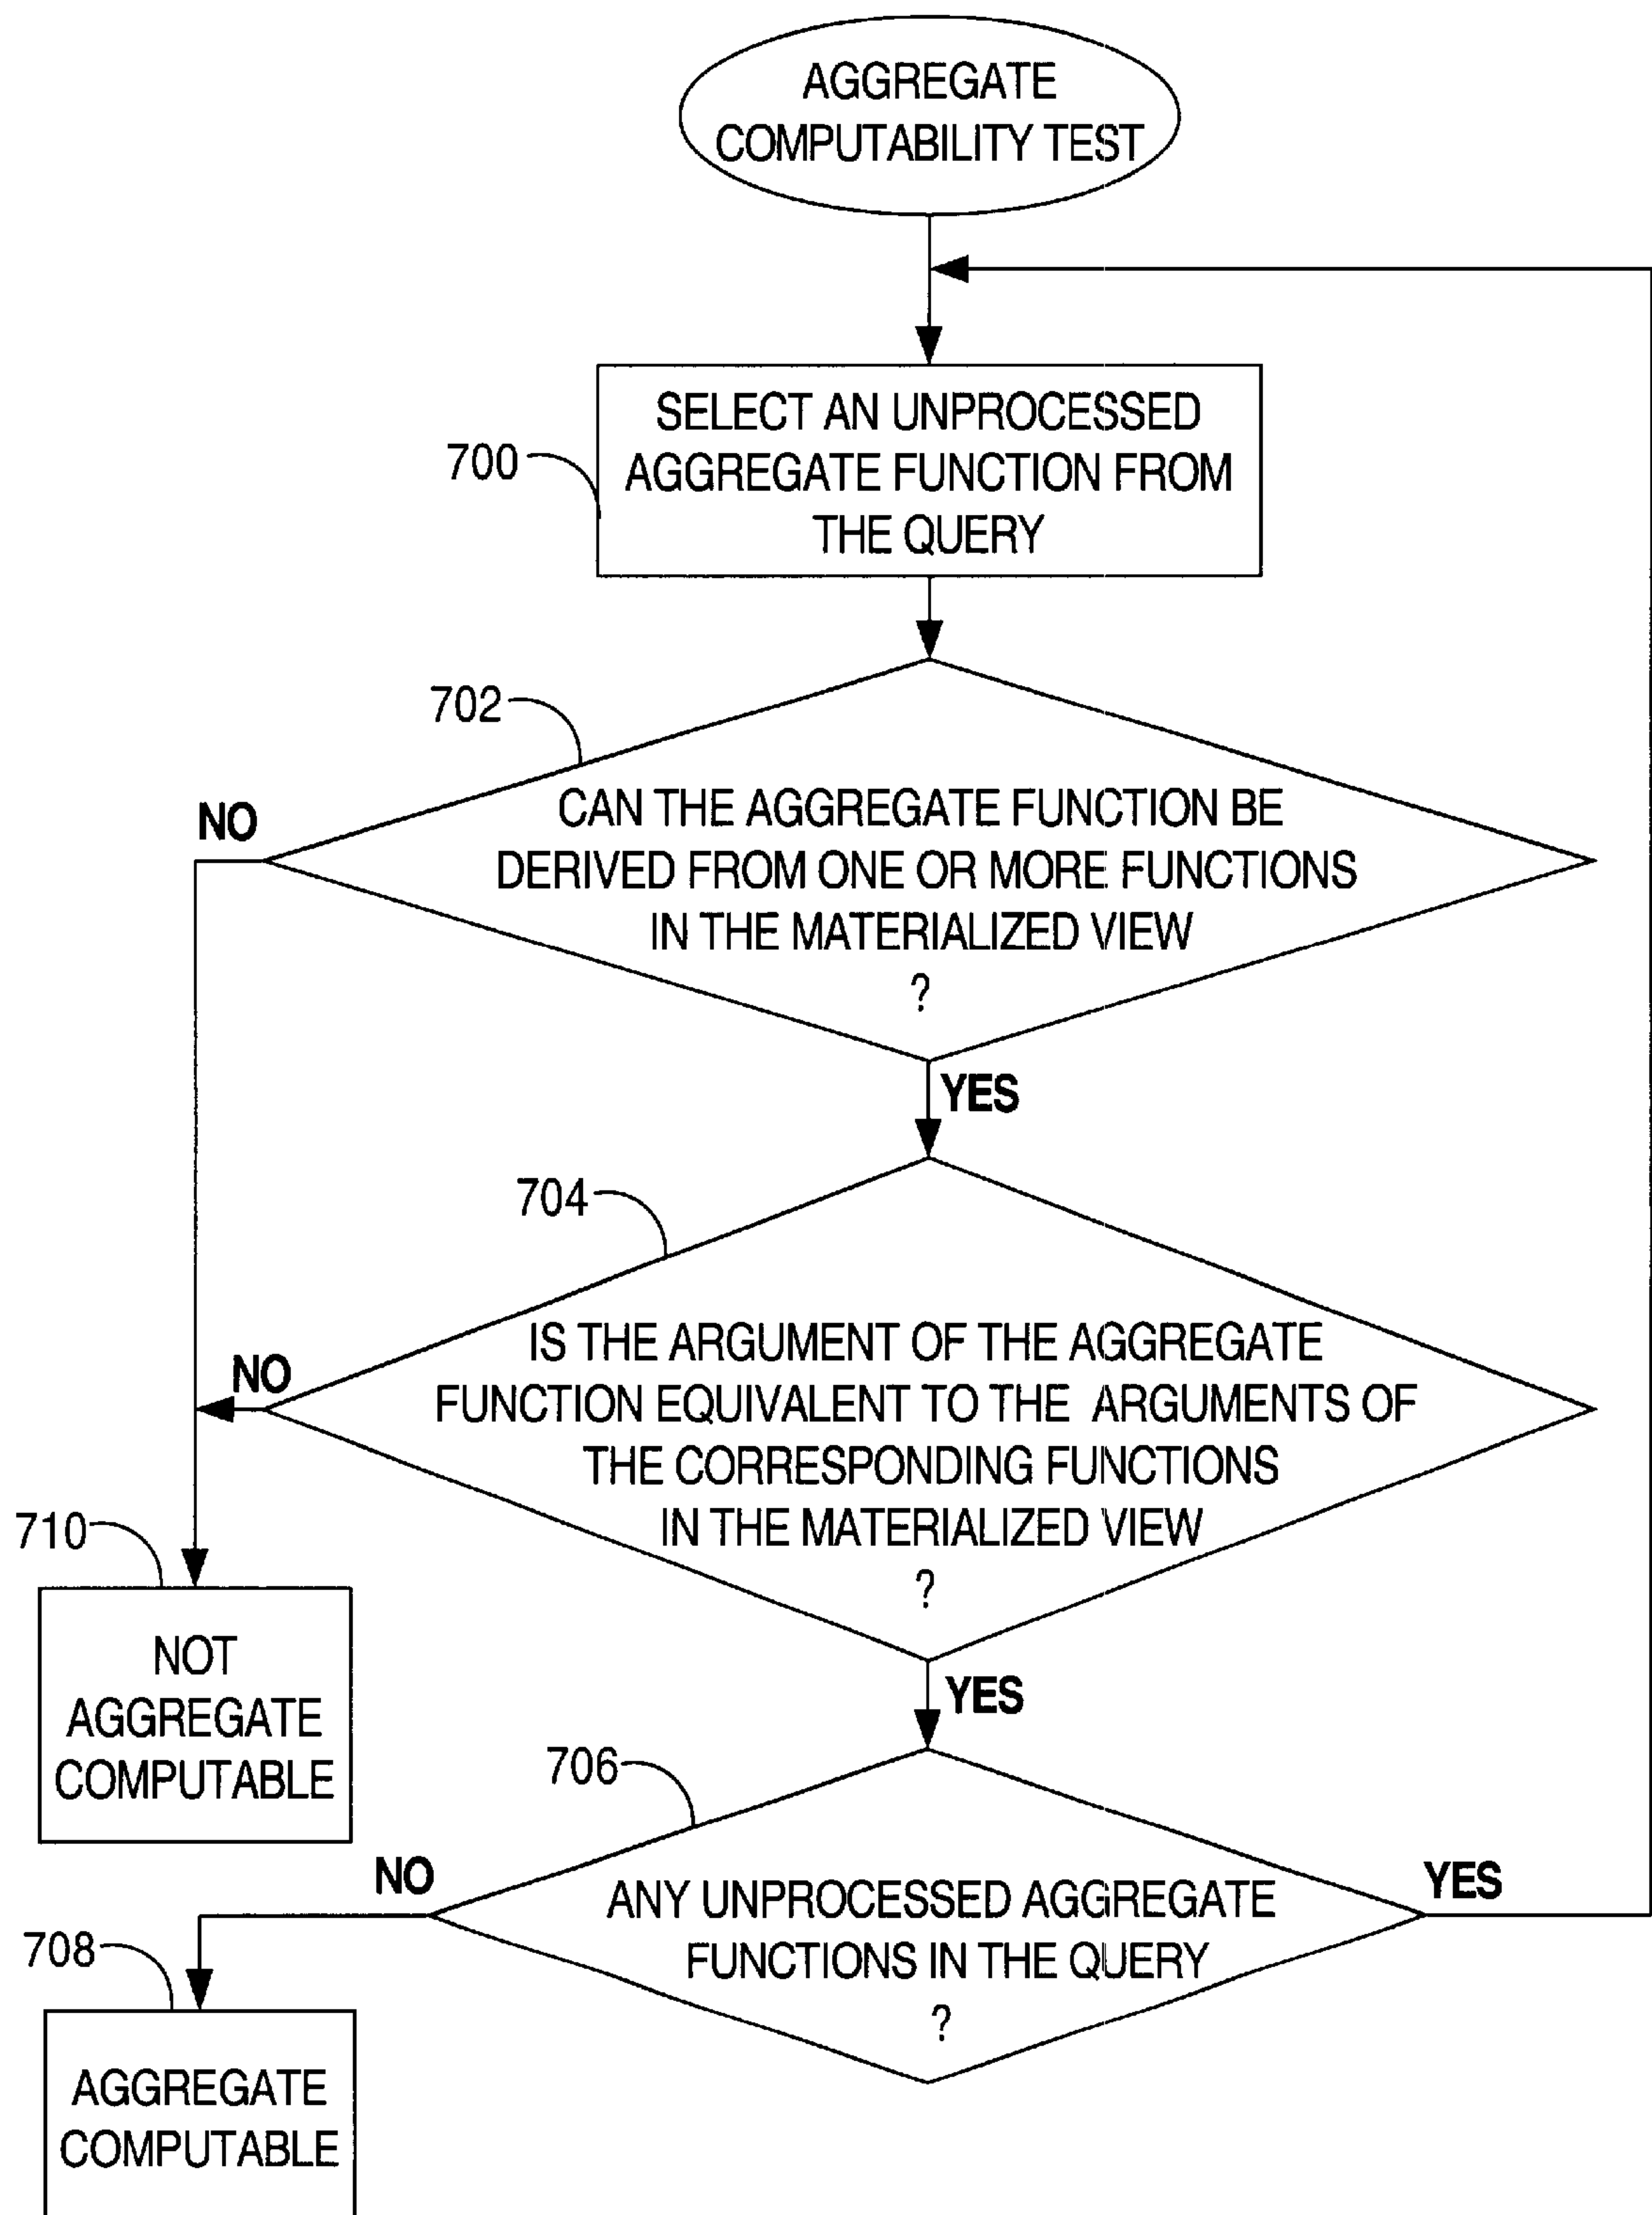 AGGREGATE
COMPUTABILITY TEST
700
SELECT AN UNPROCESSED
AGGREGATE FUNCTION FROM
THE QUERY
702
NO
CAN THE AGGREGATE FUNCTION BE
DERIVED FROM ONE OR MORE FUNCTIONS
IN THE MATERIALIZED VIEW
?
YES
704
NO
IS THE ARGUMENT OF THE AGGREGATE
FUNCTION EQUIVALENT TO THE ARGUMENTS OF
THE CORRESPONDING FUNCTIONS
IN THE MATERIALIZED VIEW
?
YES
710
NOT
AGGREGATE
COMPUTABLE
706
NO
ANY UNPROCESSED AGGREGATE
FUNCTIONS IN THE QUERY
?
YES
708
AGGREGATE
COMPUTABLE